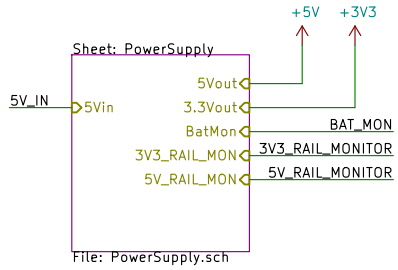 +5V
+3V3
Sheet: PowerSupply
5Vout
5V_IN
5Vin
3.3Vout
BatMon
BAT_MON
3V3_RAIL_MON
3V3_RAIL_MONITOR
5V_RAIL_MON
5V_RAIL_MONITOR
File: PowerSupply.sch